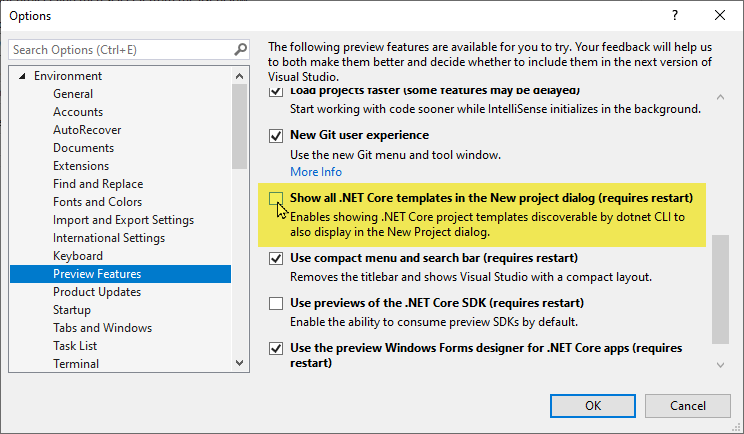 Options
Search Options (Ctrl+E)
Environment
General
Accounts
AutoRecover
Documents
Extensions
Find and Replace
Fonts and Colors
Import and Export Settings
International Settings
Keyboard
Preview Features
Product Updates
Startup
Tabs and Windows
Task List
Terminal
The following preview features are available for you to try. Your feedback will help us
to both make them better and decide whether to include them in the next version of
Visual Studio.
Load projects faster (some features may be delayed)
Start working with code sooner while IntelliSense initializes in the background.
New Git user experience
Use the new Git menu and tool window.
More Info
Show all .NET Core templates in the New project dialog (requires restart)
Enables showing .NET Core project templates discoverable by dotnet CLI to
also display in the New Project dialog.
Use compact menu and search bar (requires restart)
Removes the titlebar and shows Visual Studio with a compact layout.
Use previews of the .NET Core SDK (requires restart)
Enable the ability to consume preview SDKs by default.
Use the preview Windows Forms designer for .NET Core apps (requires
restart)
OK
Cancel